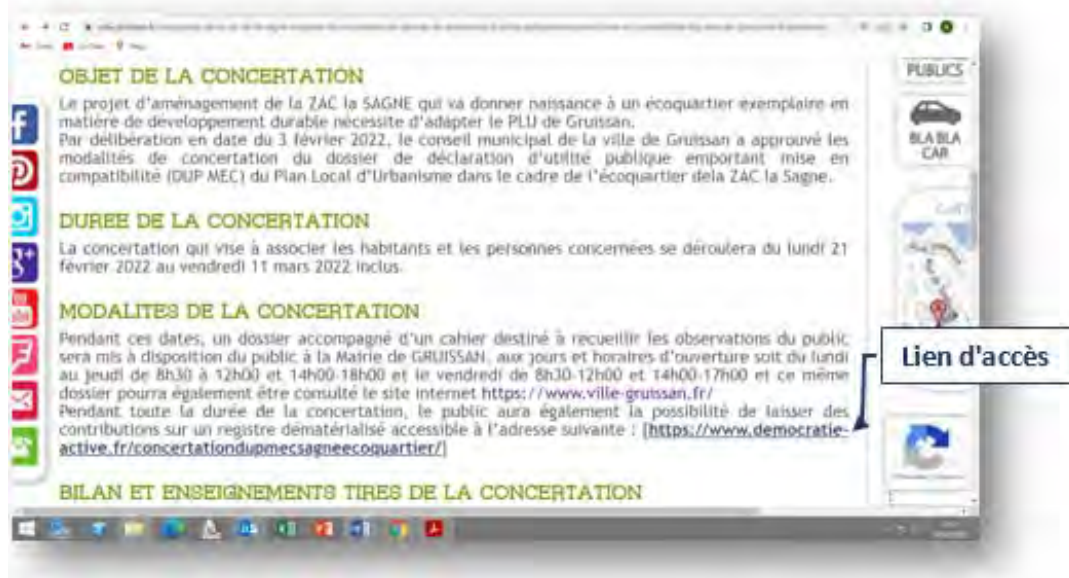 OBJET DE LA CONCERTATION
Le projet d'aménagement de la ZAC la SAGNE qui va donner naissance à un écoquartier exemplaire en
matière de développement durable nécessite d'adapter le PLU de Gruissan.
Par délibération en date du 3 février 2022, le conseil municipal de la ville de Gruissan a approuvé les
modalités de concertation du dossier de déclaration d'utilité publique emportant mise en
compatibilité (DUP MEC) du Plan Local d'Urbanisme dans le cadre de l'écoquartier dela ZAC la Sagne.
DUREE DE LA CONCERTATION
La concertation qui vise à associer les habitants et les personnes concernées se déroulera du lundi 21
février 2022 au vendredi 11 mars 2022 inclus.
MODALITES DE LA CONCERTATION
Pendant ces dates, un dossier accompagné d'un cahier destiné à recueillir les observations du public
sera mis à disposition du public à la Mairie de GRUISSAN, aux jours et horaires d'ouverture soit du lundi
au jeudi de 8h30 à 12h00 et 14h00-18h00 et le vendredi de 8h30-12h00 et 14h00-17h00 et ce même
dossier pourra également être consulté le site internet https://www.ville-gruissan.fr/
Pendant toute la durée de la concertation, le public aura également la possibilité de laisser des
contributions sur un registre dématérialisé accessible à l'adresse suivante : [https://www.democratie-
active.fr/concertationdupmecsagneecoquartier/]
BILAN ET ENSEIGNEMENTS TIRES DE LA CONCERTATION
PUBLICS
BLA BLA
CAR
Lien d'accès